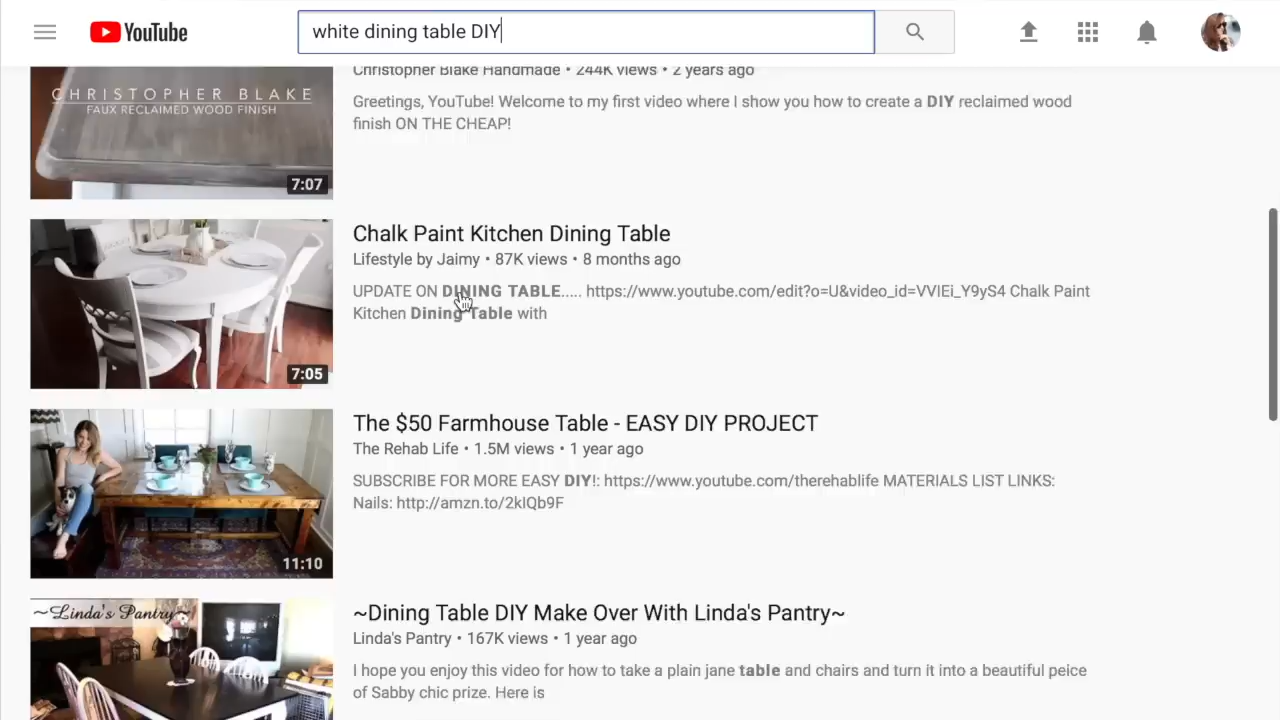 YouTube
white dining table DIY
Christopher Blake Handmade • 244K views • 2 years ago
CHRISTOPHER BLAKE
FAUX RECLAIMED WOOD FINISH
Greetings, YouTube! Welcome to my first video where I show you how to create a DIY reclaimed wood
finish ON THE CHEAP!
7:07
Chalk Paint Kitchen Dining Table
Lifestyle by Jaimy • 87K views • 8 months ago
UPDATE ON DINING TABLE..... https://www.youtube.com/edit?o=U&video_id=VVlEi_Y9yS4 Chalk Paint
Kitchen Dining Table with
7:05
The $50 Farmhouse Table - EASY DIY PROJECT
The Rehab Life • 1.5M views • 1 year ago
SUBSCRIBE FOR MORE EASY DIY!: https://www.youtube.com/therehablife MATERIALS LIST LINKS:
Nails: http://amzn.to/2klQb9F
11:10
~Linda's Pantry~
~Dining Table DIY Make Over With Linda's Pantry~
Linda's Pantry • 167K views • 1 year ago
I hope you enjoy this video for how to take a plain jane table and chairs and turn it into a beautiful peice
of Sabby chic prize. Here is